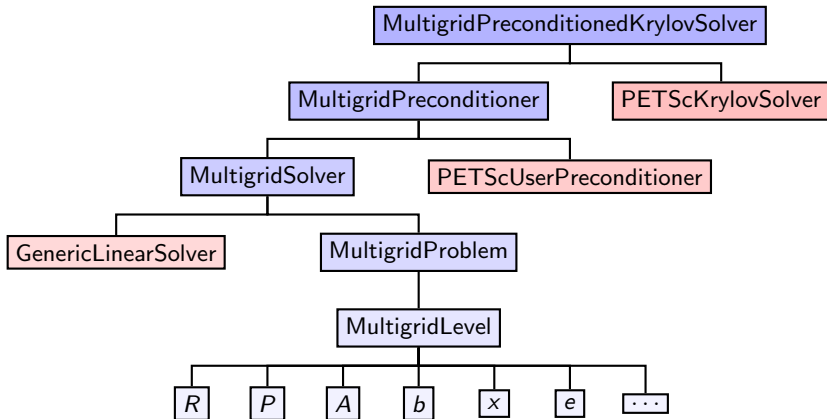 MultigridPreconditionedKrylovSolver
MultigridPreconditioner
PETScKrylovSolver
MultigridSolver
PETScUserPreconditioner
GenericLinearSolver
MultigridProblem
MultigridLevel
R P A b x e ···